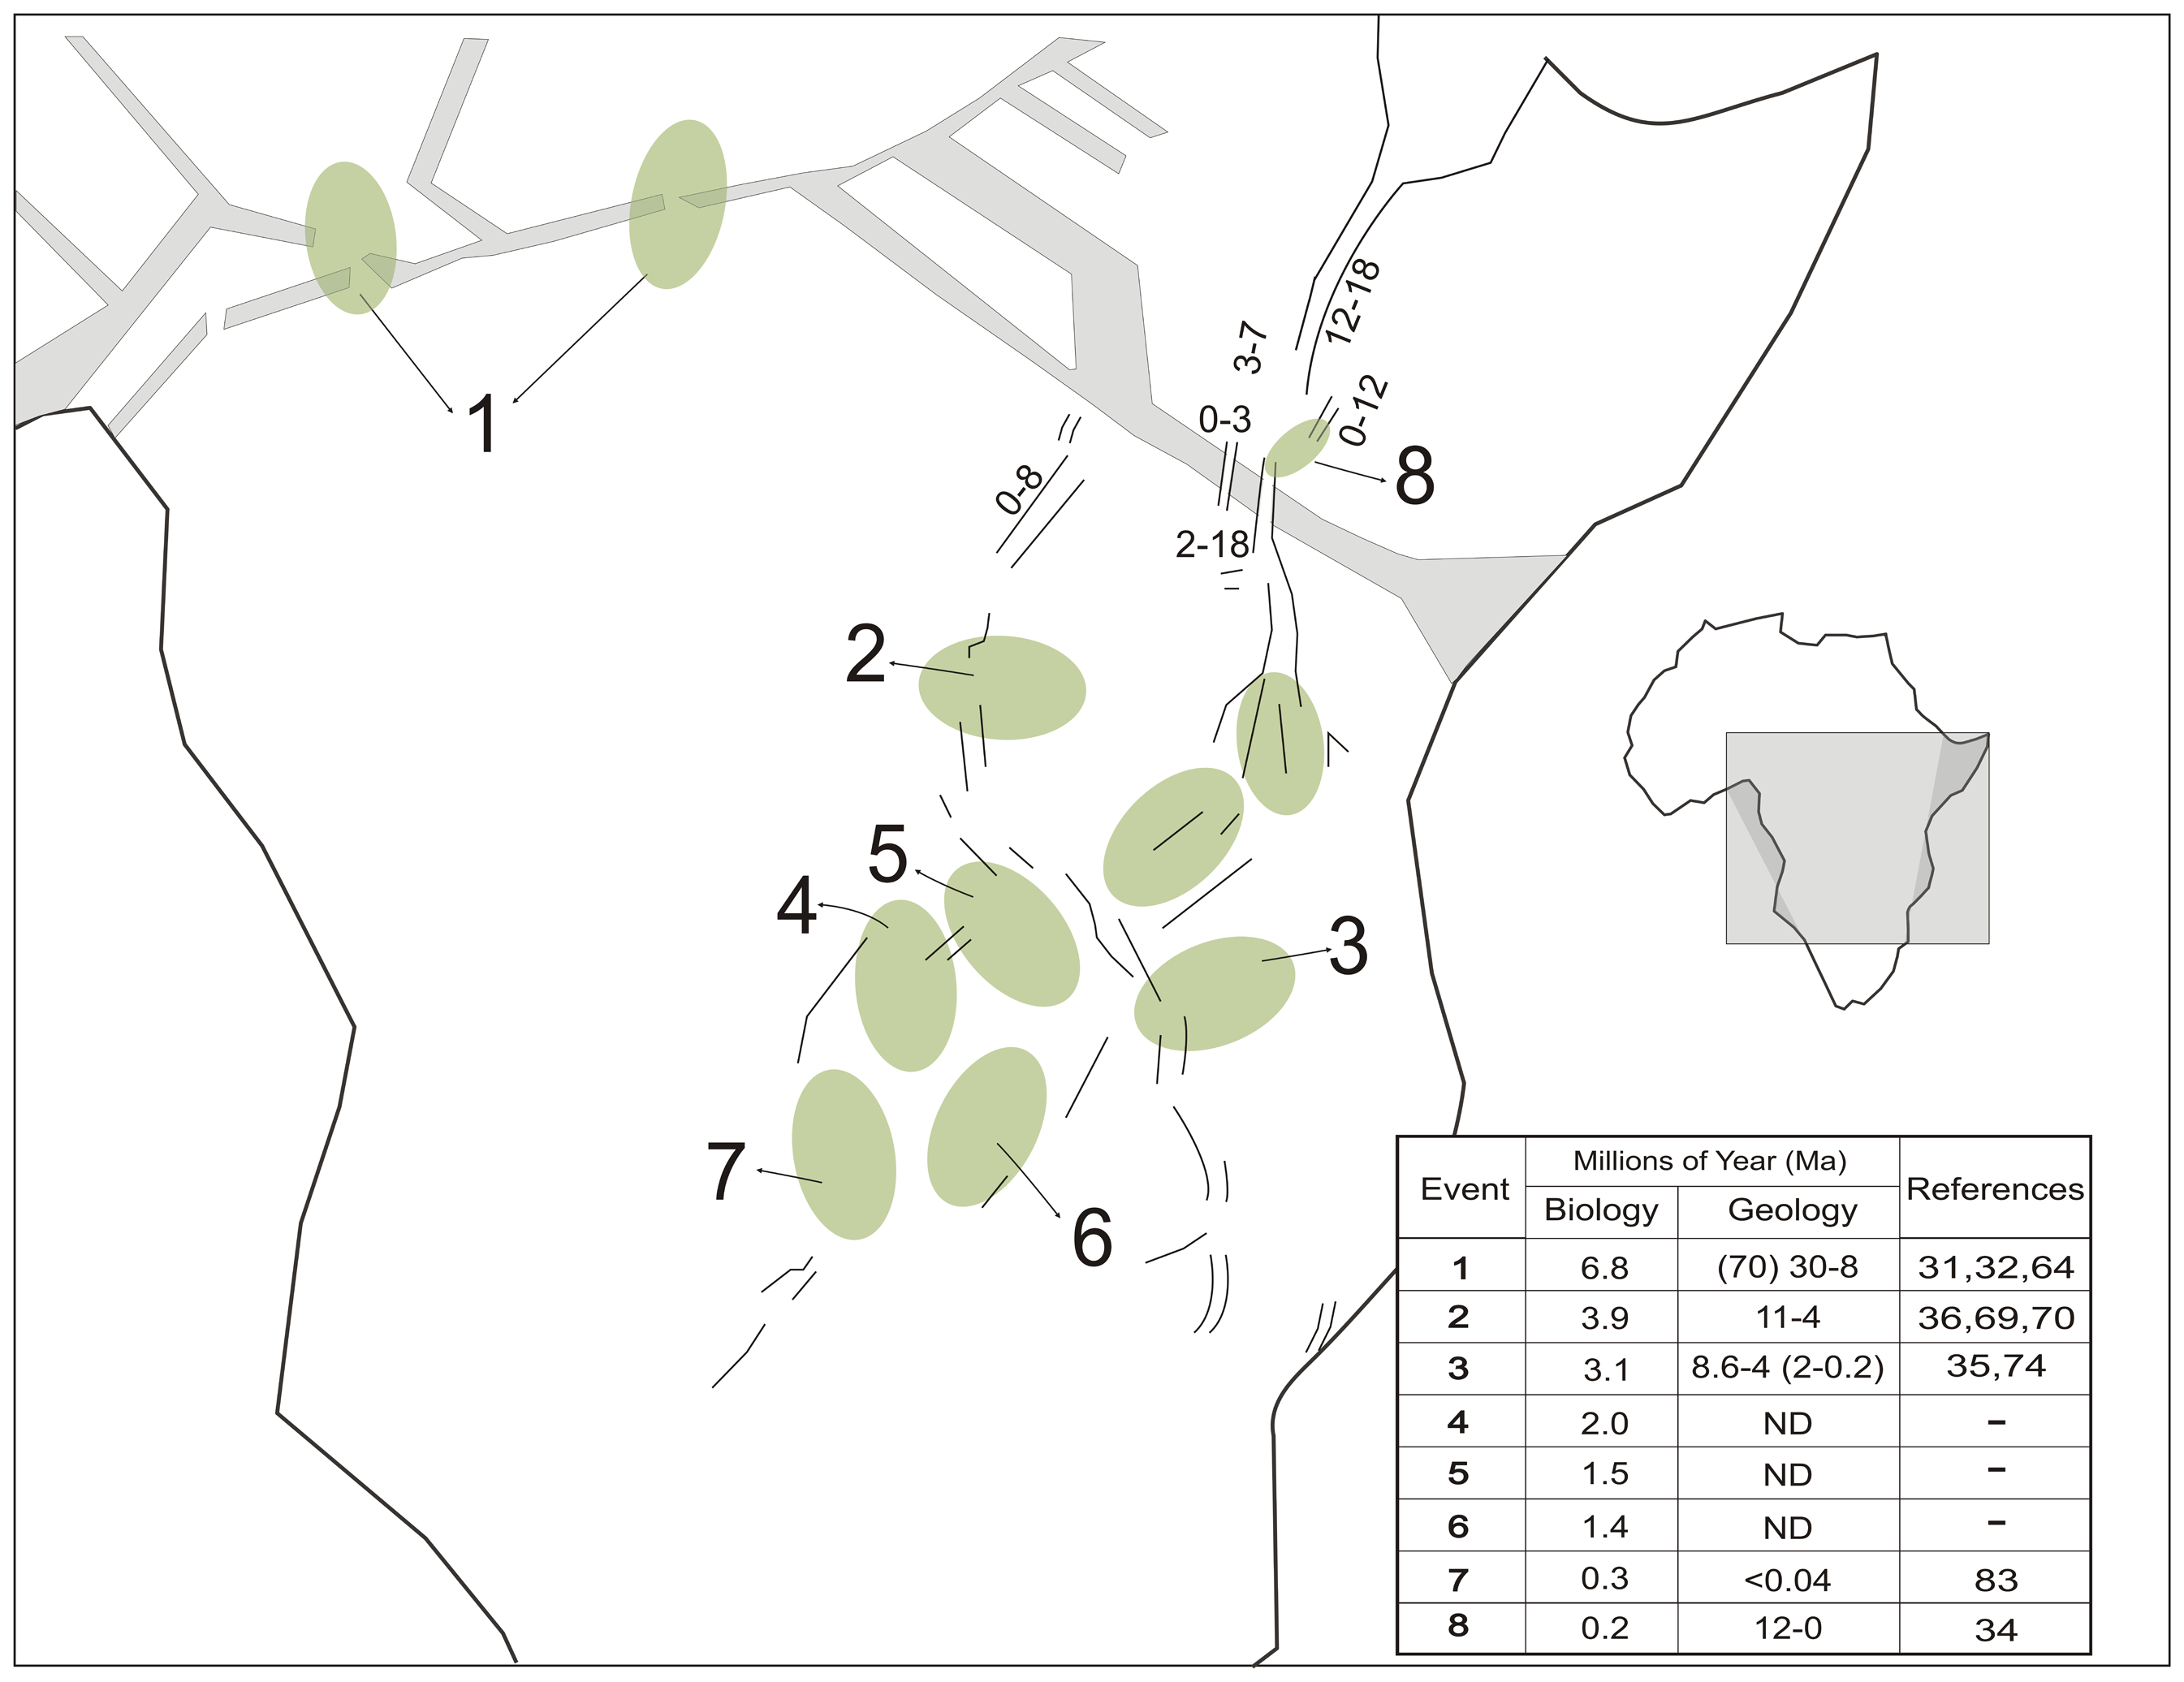 12-18
3-7
0-12
0-3
1
8
0-8
2-18
2
5
4
3
7
6
Event Millions of Year (Ma) References
Biology Geology
1 6.8 (70) 30-8 31,32,64
2 3.9 11-4 36,69,70
3 3.1 8.6-4 (2-0.2) 35,74
4 2.0 ND –
5 1.5 ND –
6 1.4 ND –
7 0.3 <0.04 83
8 0.2 12-0 34